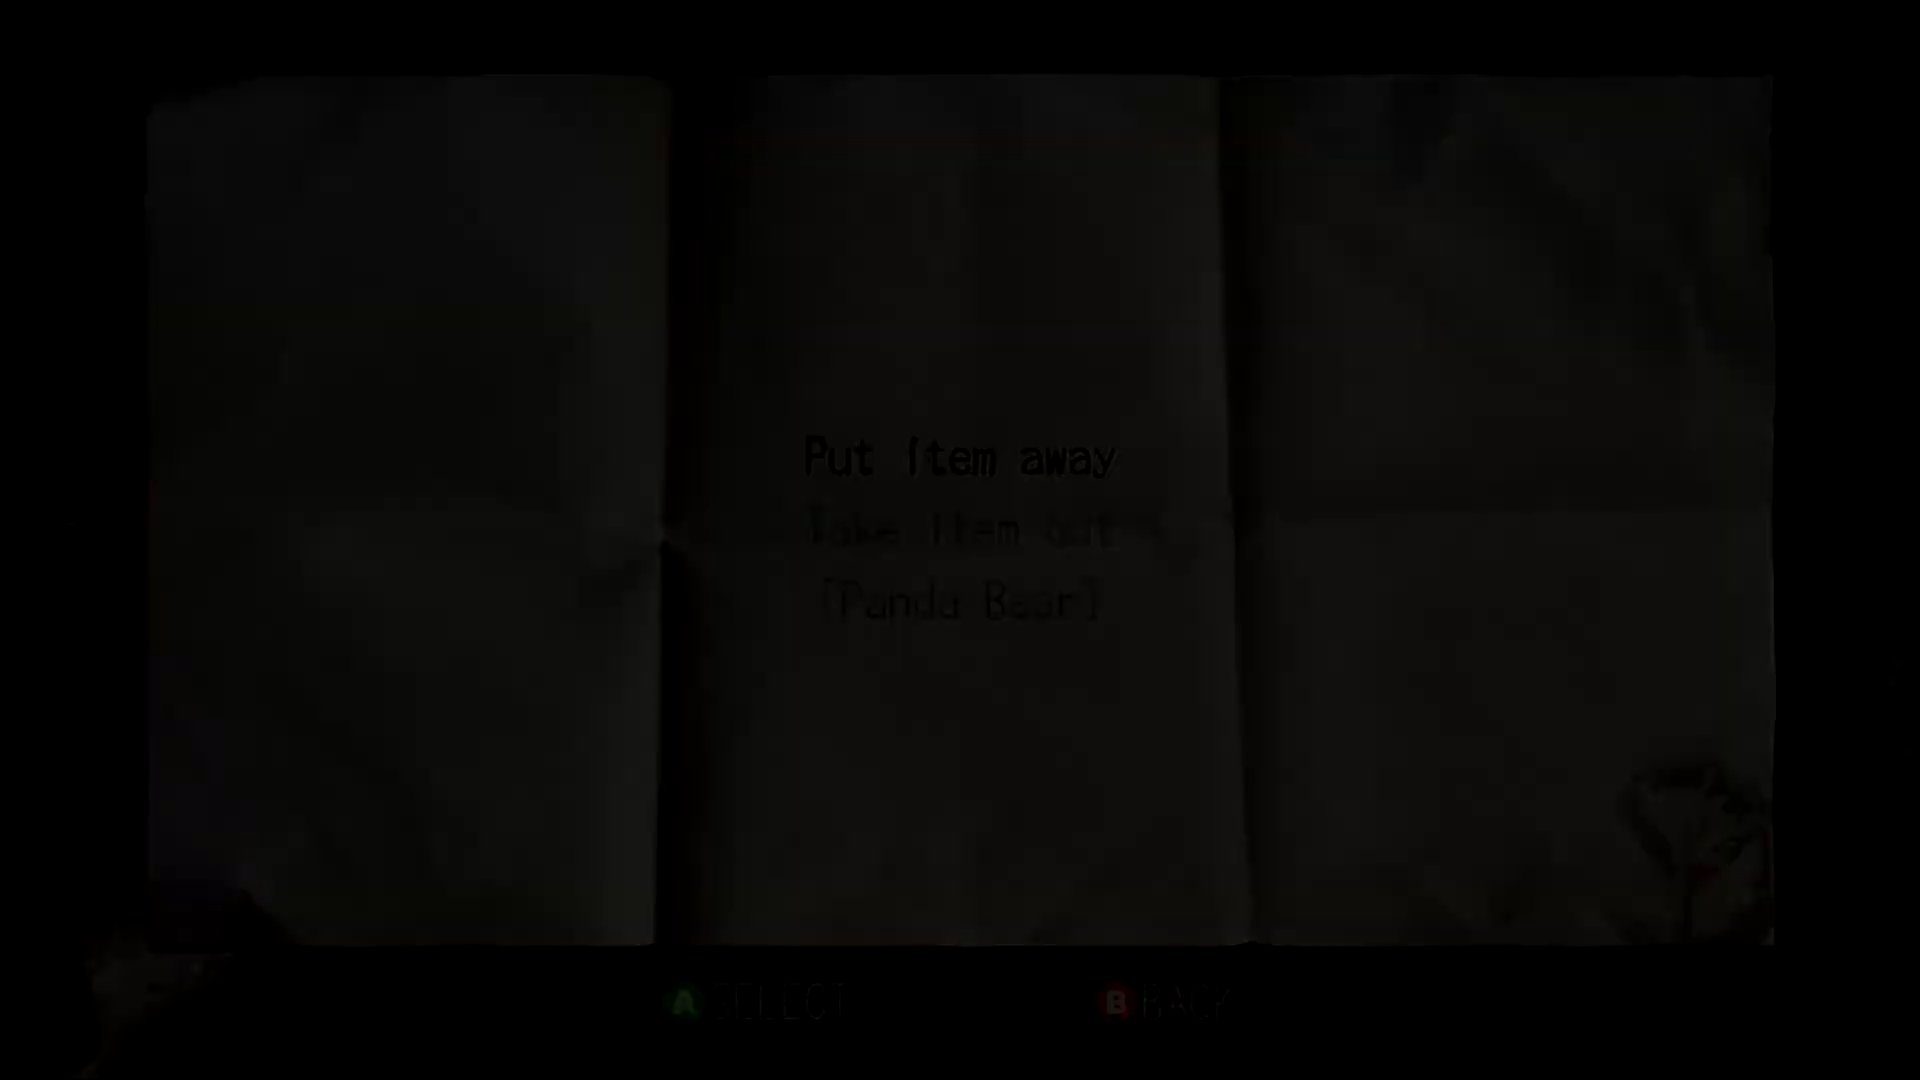 Put item away
Take item out
[Panda Bear]
A SELECT
B BACK